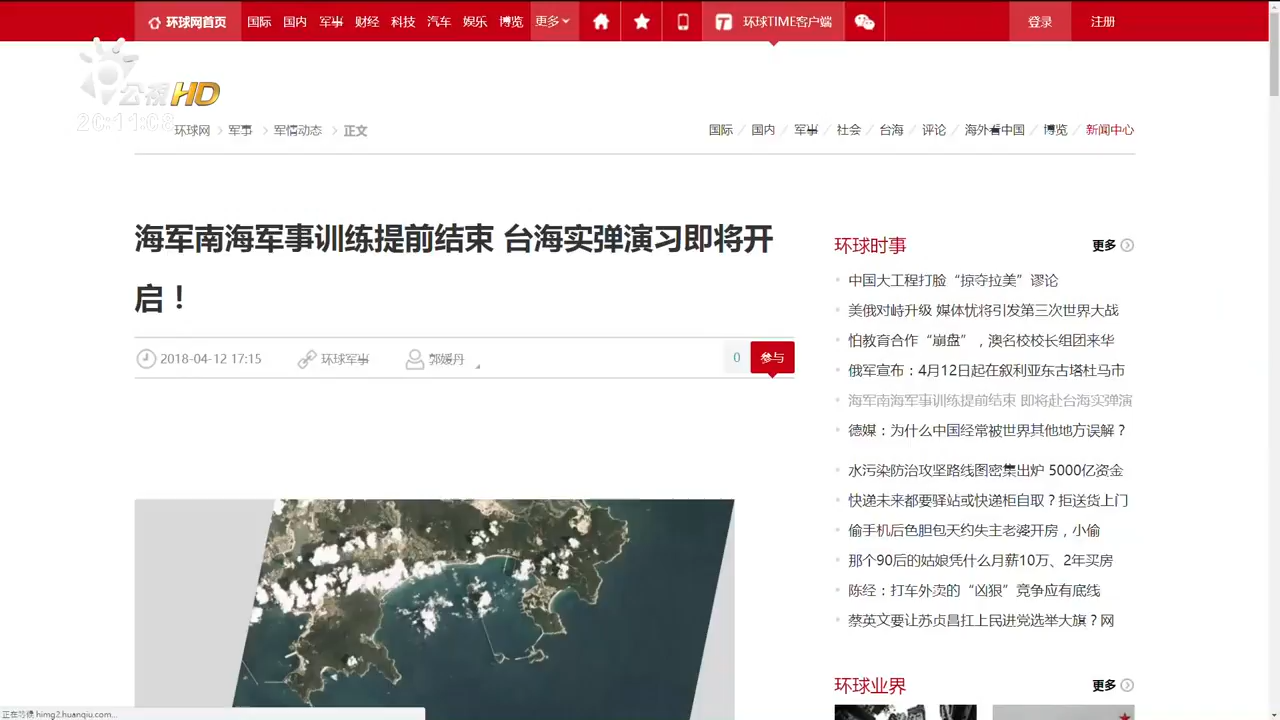 环球网首页 国际 国内 军事 财经 科技 汽车 娱乐 博览 更多 环球TIME客户端 登录 注册
公視HD
20:11:08
环球网 > 军事 > 军情动态 > 正文
国际 / 国内 / 军事 / 社会 / 台海 / 评论 / 海外看中国 / 博览 / 新闻中心
海军南海军事训练提前结束 台海实弹演习即将开
启！
2018-04-12 17:15 环球军事 郭媛丹 0 参与
环球时事 更多
中国大工程打脸“掠夺拉美”谬论
美俄对峙升级 媒体忧将引发第三次世界大战
怕教育合作“崩盘”，澳名校校长组团来华
俄军宣布：4月12日起在叙利亚东古塔杜马市
海军南海军事训练提前结束 即将赴台海实弹演
德媒：为什么中国经常被世界其他地方误解？
水污染防治攻坚路线图密集出炉 5000亿资金
快递未来都要驿站或快递柜自取？拒送货上门
偷手机后色胆包天约失主老婆开房，小偷
那个90后的姑娘凭什么月薪10万、2年买房
陈经：打车外卖的“凶狠”竞争应有底线
蔡英文要让苏贞昌扛上民进党选举大旗？网
环球业界 更多
正在等候 himg2.huanqiu.com...